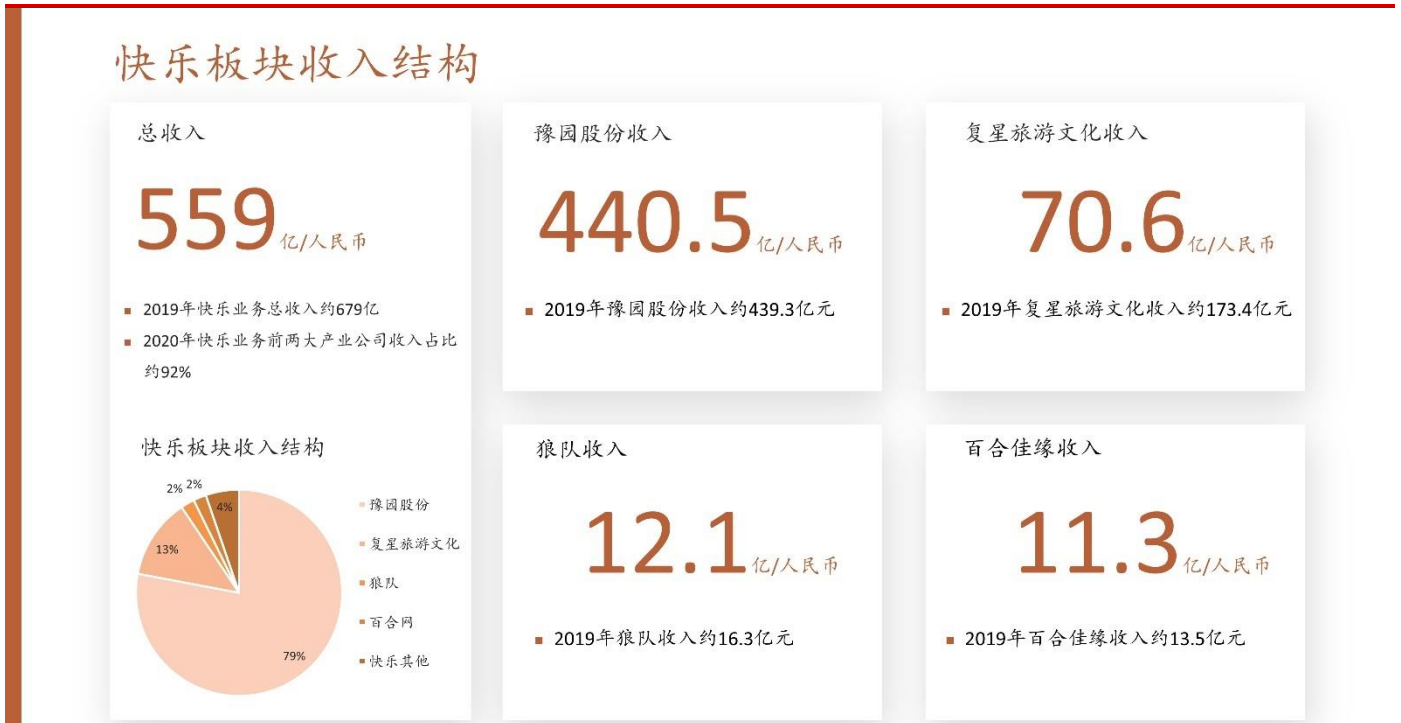 快乐板块收入结构
总收入
559亿/人民币
2019年快乐业务总收入约679亿
2020年快乐业务前两大产业公司收入占比
约92%
豫园股份收入
440.5亿/人民币
2019年豫园股份收入约439.3亿元
复星旅游文化收入
70.6亿/人民币
2019年复星旅游文化收入约173.4亿元
快乐板块收入结构
2%
2%
4%
13%
79%
豫园股份
复星旅游文化
狼队
百合网
快乐其他
狼队收入
12.1亿/人民币
2019年狼队收入约16.3亿元
百合佳缘收入
11.3亿/人民币
2019年百合佳缘收入约13.5亿元